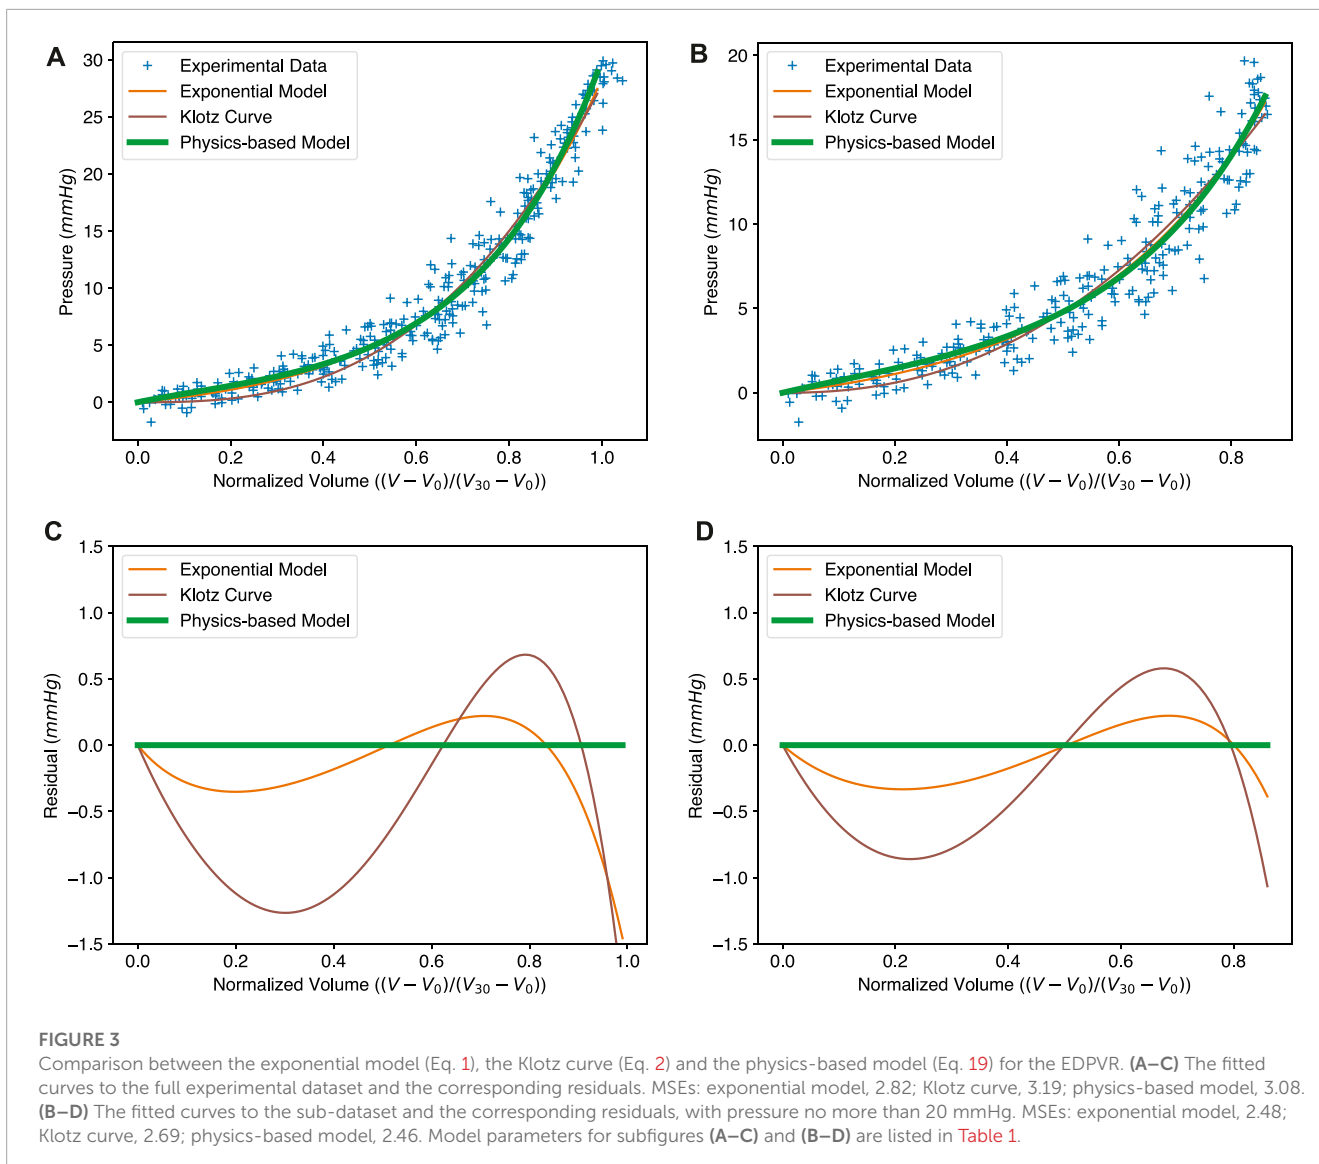 A
Experimental Data
Exponential Model
Klotz Curve
Physics-based Model
30
25
20
15
10
5
0
Pressure (mmHg)
0.0 0.2 0.4 0.6 0.8 1.0
Normalized Volume ((V − V₀)/(V₃₀ − V₀))
B
Experimental Data
Exponential Model
Klotz Curve
Physics-based Model
20
15
10
5
0
Pressure (mmHg)
0.0 0.2 0.4 0.6 0.8
Normalized Volume ((V − V₀)/(V₃₀ − V₀))
C
Exponential Model
Klotz Curve
Physics-based Model
1.5
1.0
0.5
0.0
−0.5
−1.0
−1.5
Residual (mmHg)
0.0 0.2 0.4 0.6 0.8 1.0
Normalized Volume ((V − V₀)/(V₃₀ − V₀))
D
Exponential Model
Klotz Curve
Physics-based Model
1.5
1.0
0.5
0.0
−0.5
−1.0
−1.5
Residual (mmHg)
0.0 0.2 0.4 0.6 0.8
Normalized Volume ((V − V₀)/(V₃₀ − V₀))
FIGURE 3
Comparison between the exponential model (Eq. 1), the Klotz curve (Eq. 2) and the physics-based model (Eq. 19) for the EDPVR. (A–C) The fitted
curves to the full experimental dataset and the corresponding residuals. MSEs: exponential model, 2.82; Klotz curve, 3.19; physics-based model, 3.08.
(B–D) The fitted curves to the sub-dataset and the corresponding residuals, with pressure no more than 20 mmHg. MSEs: exponential model, 2.48;
Klotz curve, 2.69; physics-based model, 2.46. Model parameters for subfigures (A–C) and (B–D) are listed in Table 1.